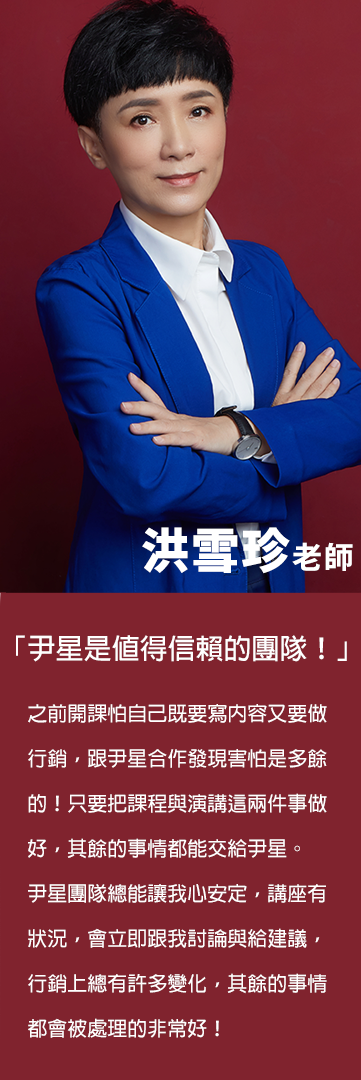 洪雪珍老師
「尹星是值得信賴的團隊！」
之前開課怕自己既要寫內容又要做
行銷，跟尹星合作發現害怕是多餘
的！只要把課程與演講這兩件事做
好，其餘的事情都能交給尹星。
尹星團隊總能讓我心安定，講座有
狀況，會立即跟我討論與給建議，
行銷上總有許多變化，其餘的事情
都會被處理的非常好！